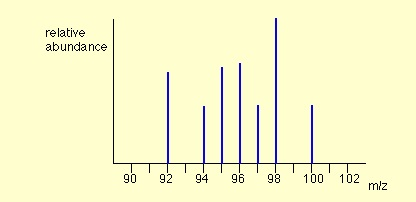 relative
abundance
90 92 94 96 98 100 102
m/z